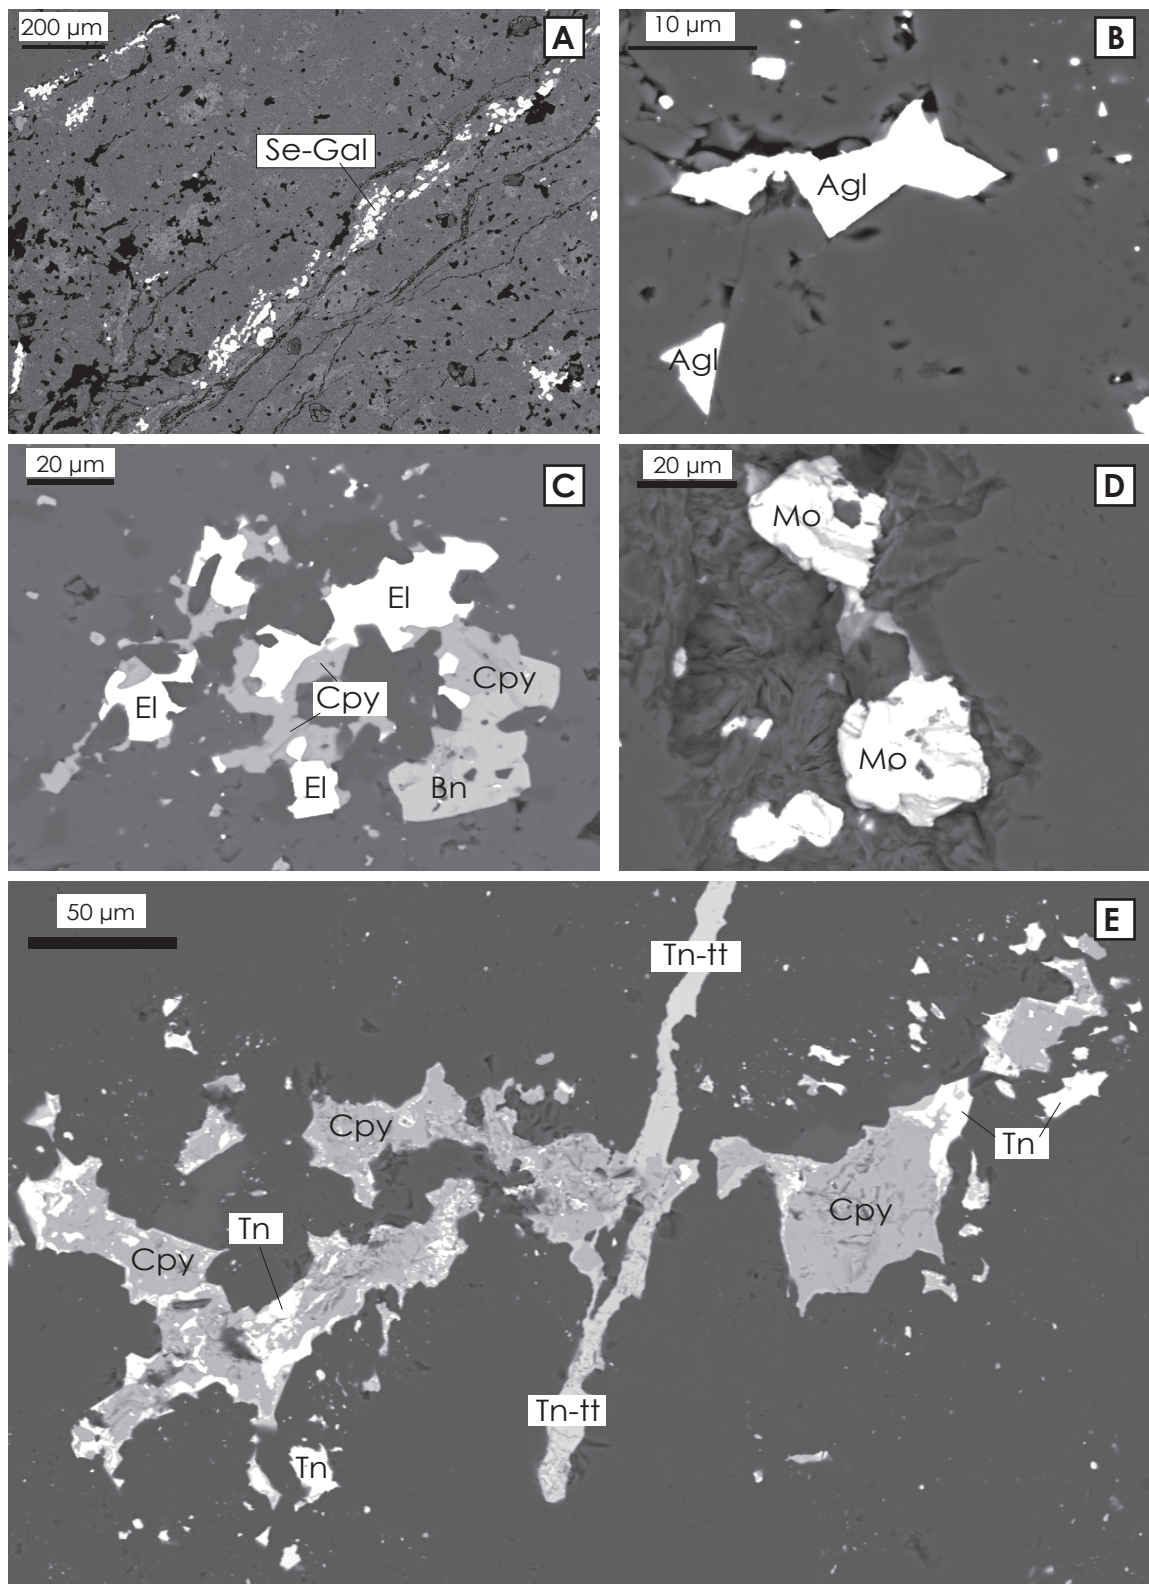 200 µm
A
Se-Gal
10 µm
B
Agl
Agl
20 µm
C
El
Cpy
Cpy
El
El
Bn
20 µm
D
Mo
Mo
50 µm
E
Tn-tt
Cpy
Tn
Cpy
Tn
Cpy
Tn-tt
Tn